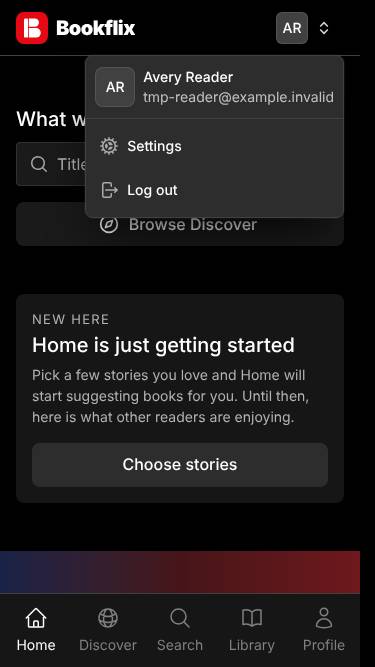 Bookflix
AR
AR
Avery Reader
tmp-reader@example.invalid
Settings
Log out
What w
Title
Browse Discover
NEW HERE
Home is just getting started
Pick a few stories you love and Home will
start suggesting books for you. Until then,
here is what other readers are enjoying.
Choose stories
Home
Discover
Search
Library
Profile